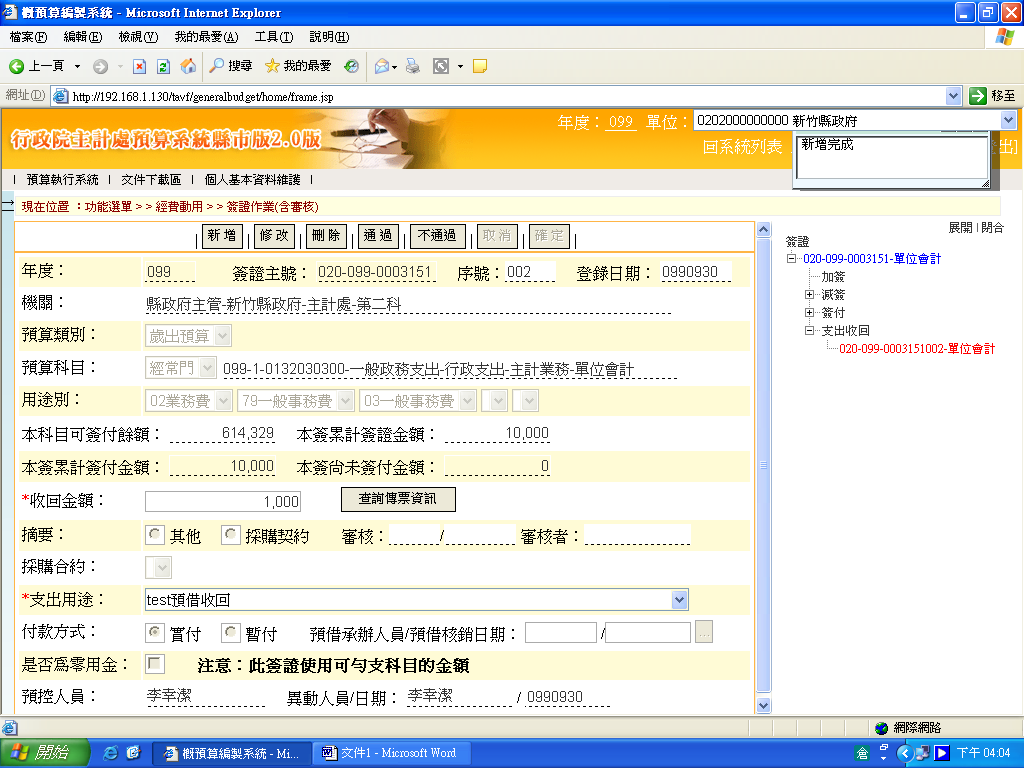 概預算編製系統 - Microsoft Internet Explorer
檔案(F) 編輯(E) 檢視(V) 我的最愛(A) 工具(T) 說明(H)
上一頁 搜尋 我的最愛
網址(D) http://192.168.1.130/tavf/generalbudget/home/frame.jsp 移至
行政院主計處預算系統縣市版2.0版
年度： 099 單位： 0202000000000 新竹縣政府
回系統列表 登出]
新增完成
| 預算執行系統 | 文件下載區 | 個人基本資料維護 |
現在位置 ：功能選單>>經費動用>>簽證作業(含審核)
| 新增 | 修改 | 刪除 | 通過 | 不通過 | 取消 | 確定 |
年度： 099 簽證主號： 020-099-0003151 序號： 002 登錄日期： 0990930
機關： 縣政府主管-新竹縣政府-主計處-第二科
預算類別： 歲出預算
預算科目： 經常門 099-1-0132030300-一般政務支出-行政支出-主計業務-單位會計
用途別： 02業務費 79一般事務費 03一般事務費
本科目可簽付餘額： 614,329 本簽累計簽證金額： 10,000
本簽累計簽付金額： 10,000 本簽尚未簽付金額： 0
*收回金額： 1,000 查詢傳票資訊
摘要： 其他 採購契約 審核： / 審核者：
採購合約：
*支出用途： test預借收回
付款方式： 實付 暫付 預借承辦人員/預借核銷日期： / ...
是否為零用金： 注意：此簽證使用可勻支科目的金額
預控人員： 李幸潔 異動人員/日期： 李幸潔 / 0990930
展開 | 閉合
簽證
020-099-0003151-單位會計
加簽
減簽
簽付
支出收回
020-099-0003151002-單位會計
網際網路
開始 概預算編製系統 - Mi... 文件1 - Microsoft Word 倉 下午 04:04